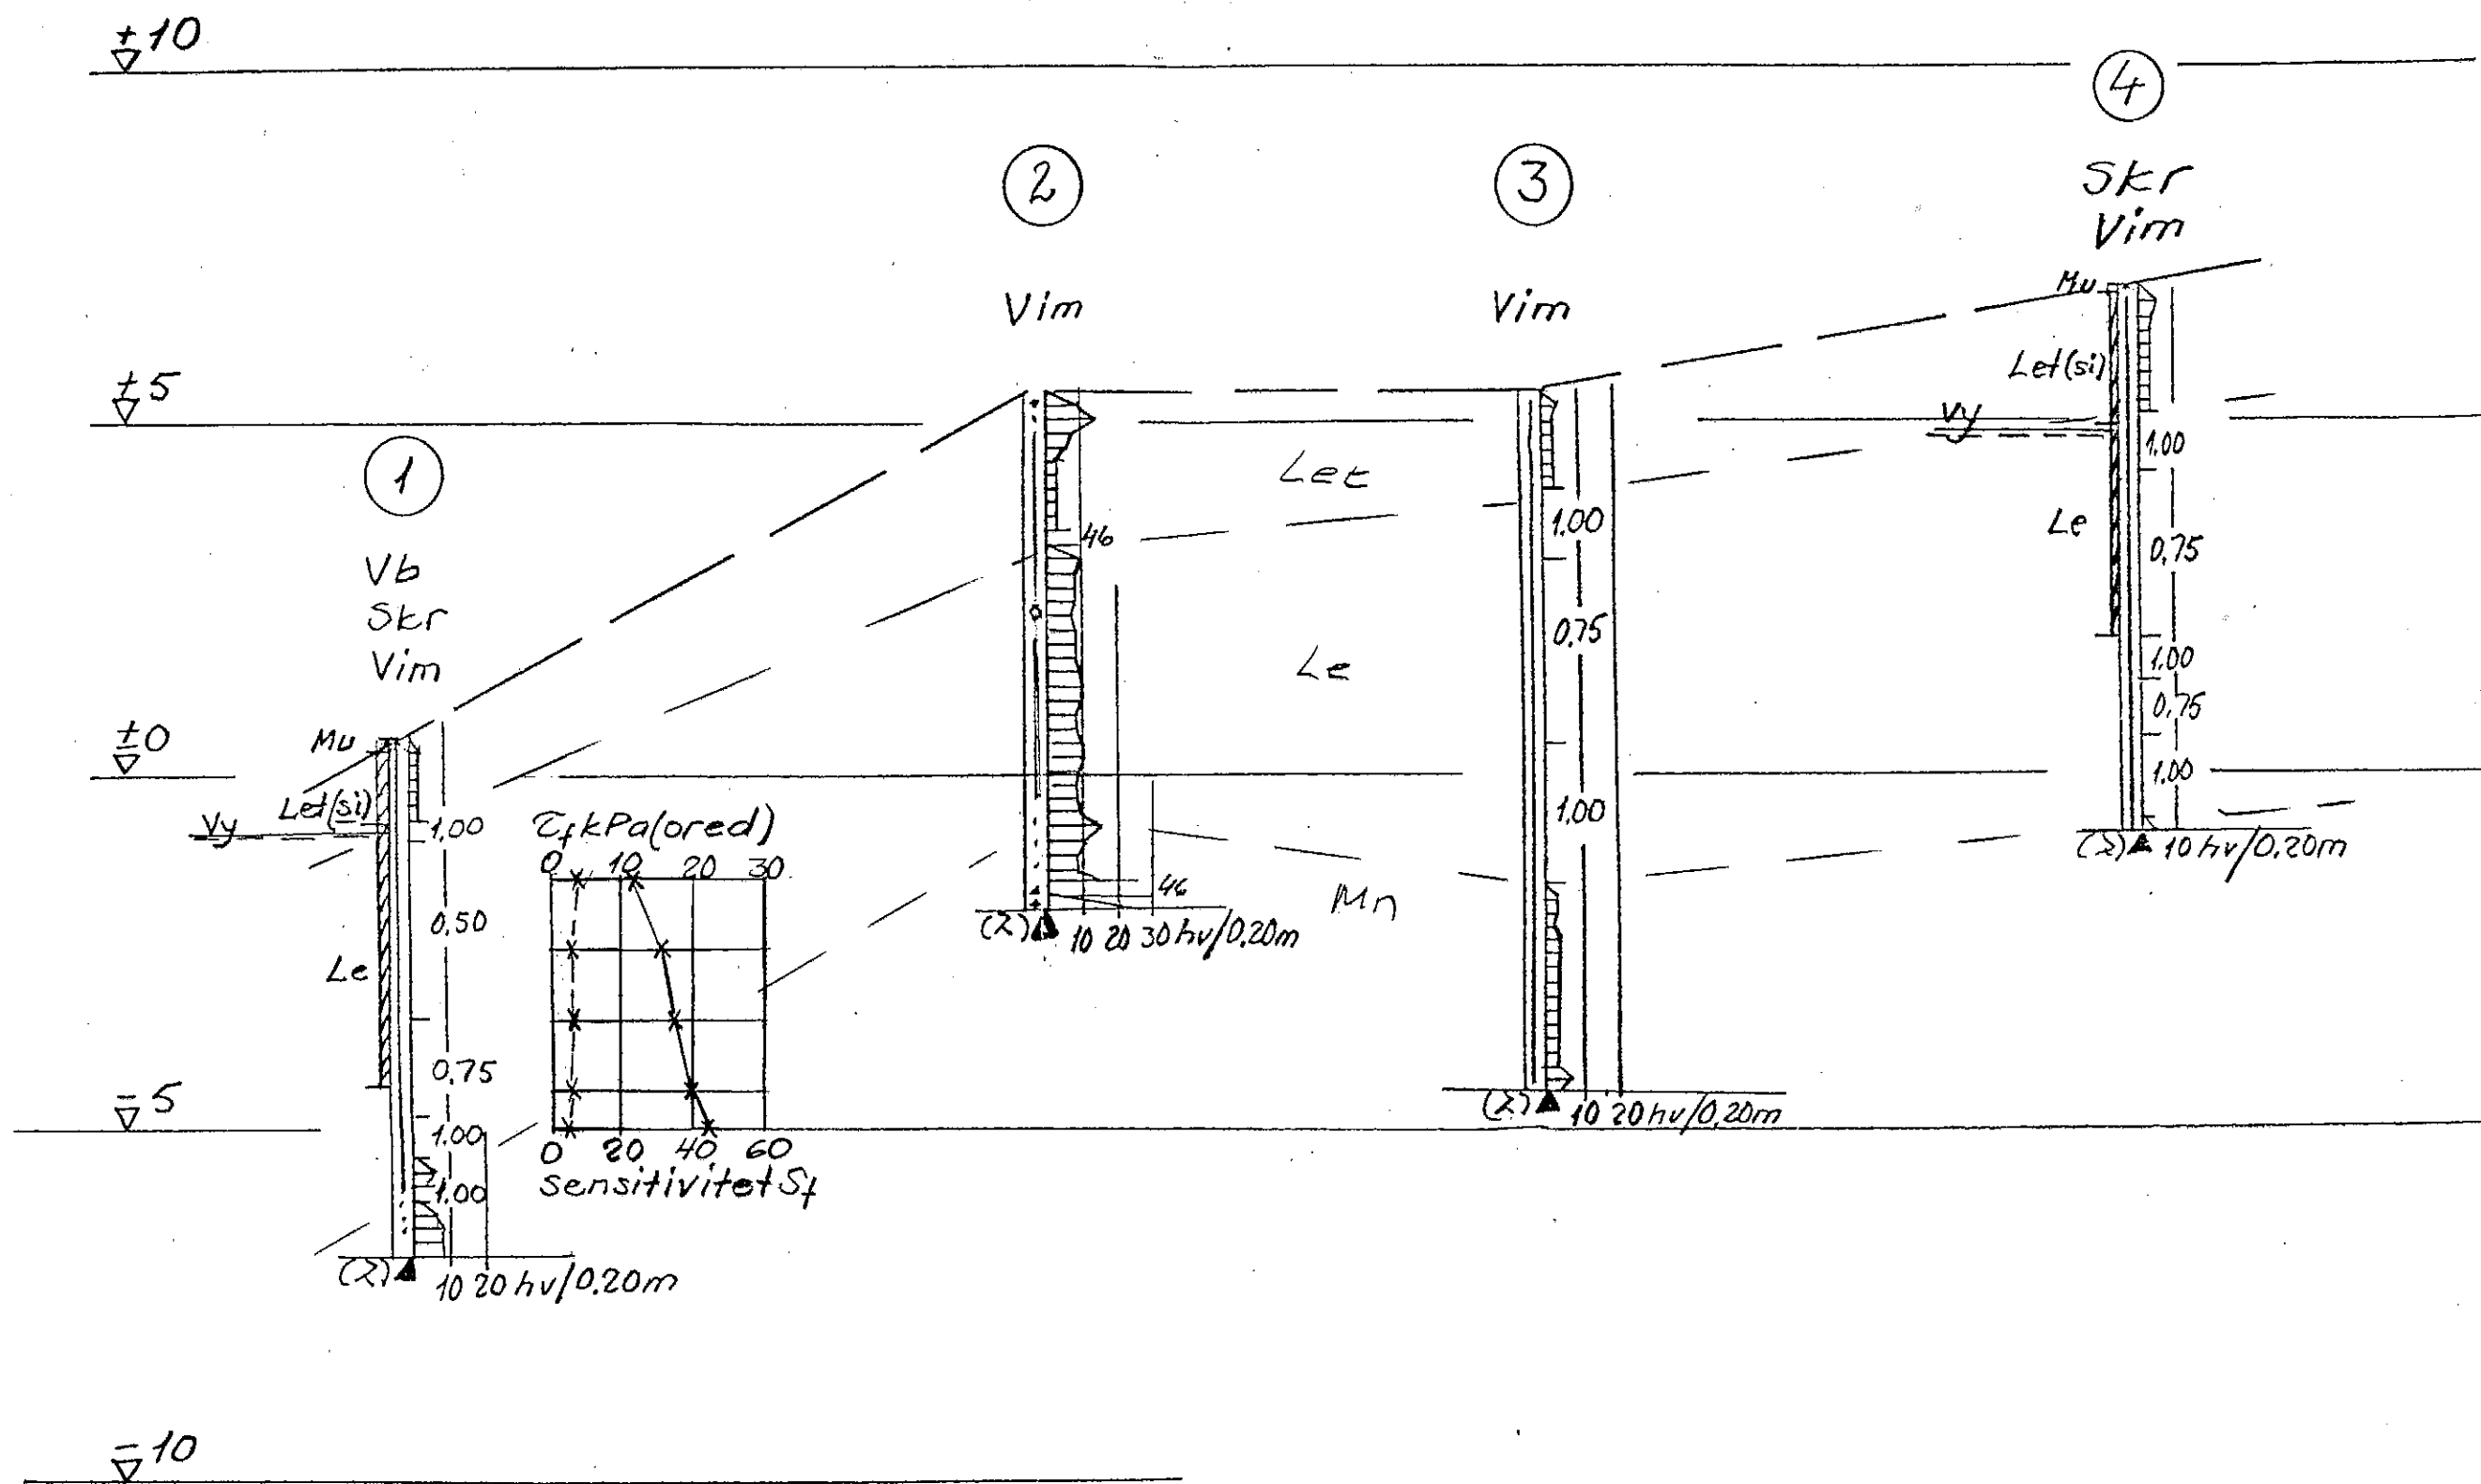 +10
4
Skr
Vim
2
3
Vim
Vim
Mu
Let(si)
+5
Vy
1.00
1
Let
Le
1.00
46
0.75
Vb
Skr
Vim
Le
0.75
1.00
0.75
±0
Mu
1.00
Let(si)
Vy
1.00
τf kPa(ored)
0 10 20 30
1.00
10 hv/0.20m
46
Mn
0.50
10 20 30 hv/0.20m
Le
0.75
-5
10 20 hv/0.20m
1.00
0 20 40 60
sensitivitet St
1.00
10 20 hv/0.20m
-10